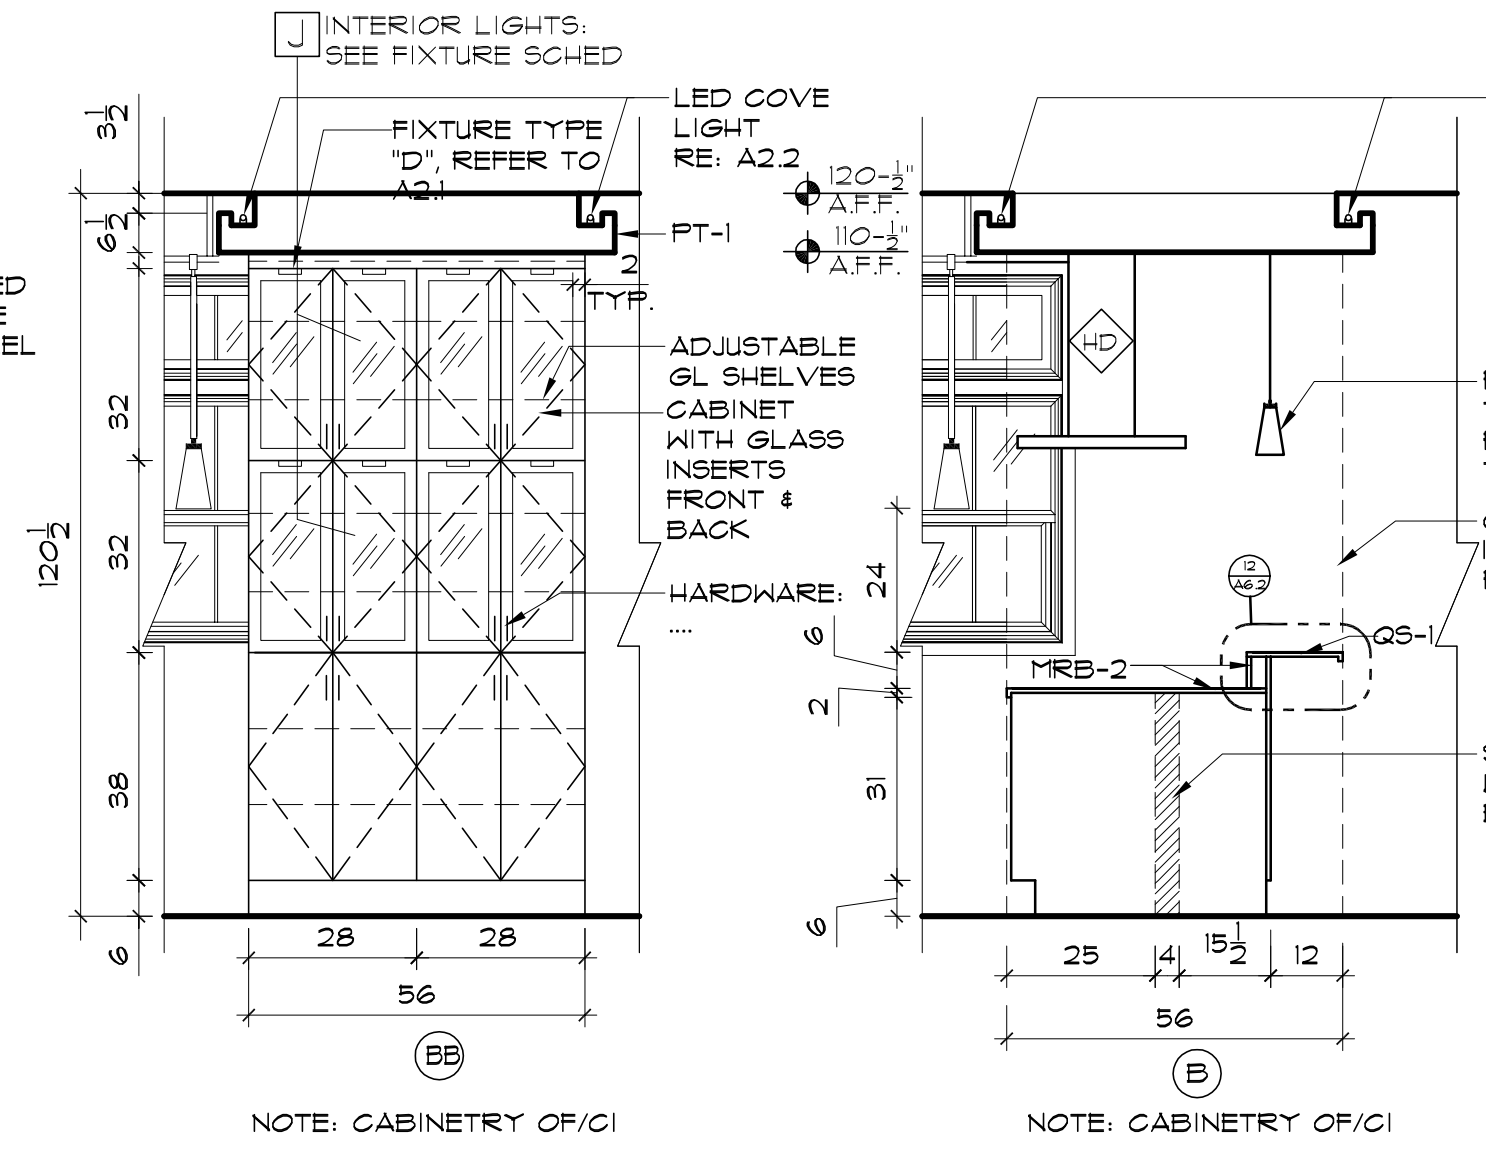 J
INTERIOR LIGHTS:
SEE FIXTURE SCHED
LED COVE
LIGHT
RE: A2.2
FIXTURE TYPE
"D", REFER TO
A2.1
PT-1
2
TYP.
ADJUSTABLE
GL SHELVES
CABINET
WITH GLASS
INSERTS
FRONT &
BACK
HARDWARE:
....
EL
3 1/2
6 1/2
32
32
120 1/2
38
6
28
28
56
BB
NOTE: CABINETRY OF/CI
120-1/2"
A.F.F.
110-1/2"
A.F.F.
HD
12
A6.2
QS-1
MRB-2
24
6
2
31
6
25
4
15 1/2
12
56
B
NOTE: CABINETRY OF/CI